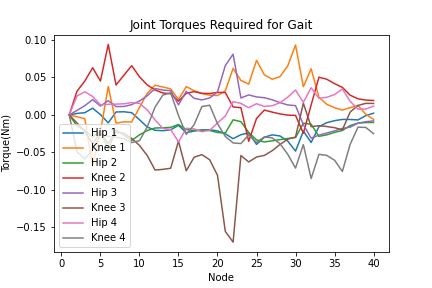 Joint Torques Required for Gait
Torque(Nm)
0.10
0.05
0.00
−0.05
−0.10
−0.15
Hip 1
Knee 1
Hip 2
Knee 2
Hip 3
Knee 3
Hip 4
Knee 4
0 5 10 15 20 25 30 35 40
Node